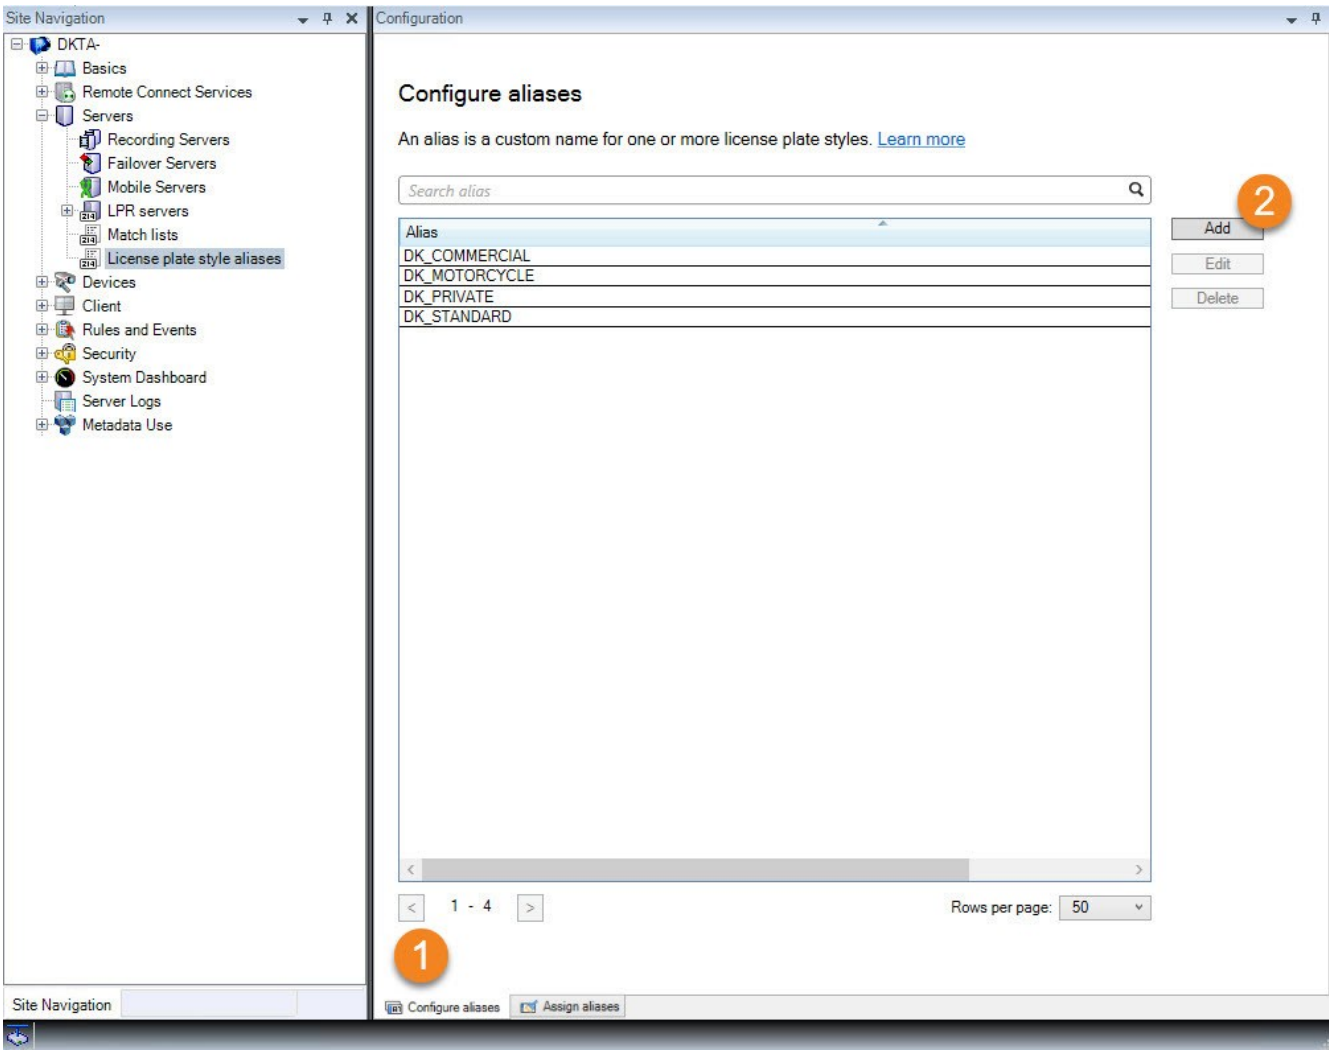 Site Navigation
DKTA-
Basics
Remote Connect Services
Servers
Recording Servers
Failover Servers
Mobile Servers
LPR servers
Match lists
License plate style aliases
Devices
Client
Rules and Events
Security
System Dashboard
Server Logs
Metadata Use
Site Navigation
Configuration
Configure aliases
An alias is a custom name for one or more license plate styles. Learn more
Search alias
Alias
DK_COMMERCIAL
DK_MOTORCYCLE
DK_PRIVATE
DK_STANDARD
2
Add
Edit
Delete
< 1 - 4 >
Rows per page: 50
1
Configure aliases
Assign aliases